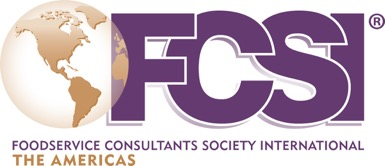 FCSI®
FOODSERVICE CONSULTANTS SOCIETY INTERNATIONAL
THE AMERICAS